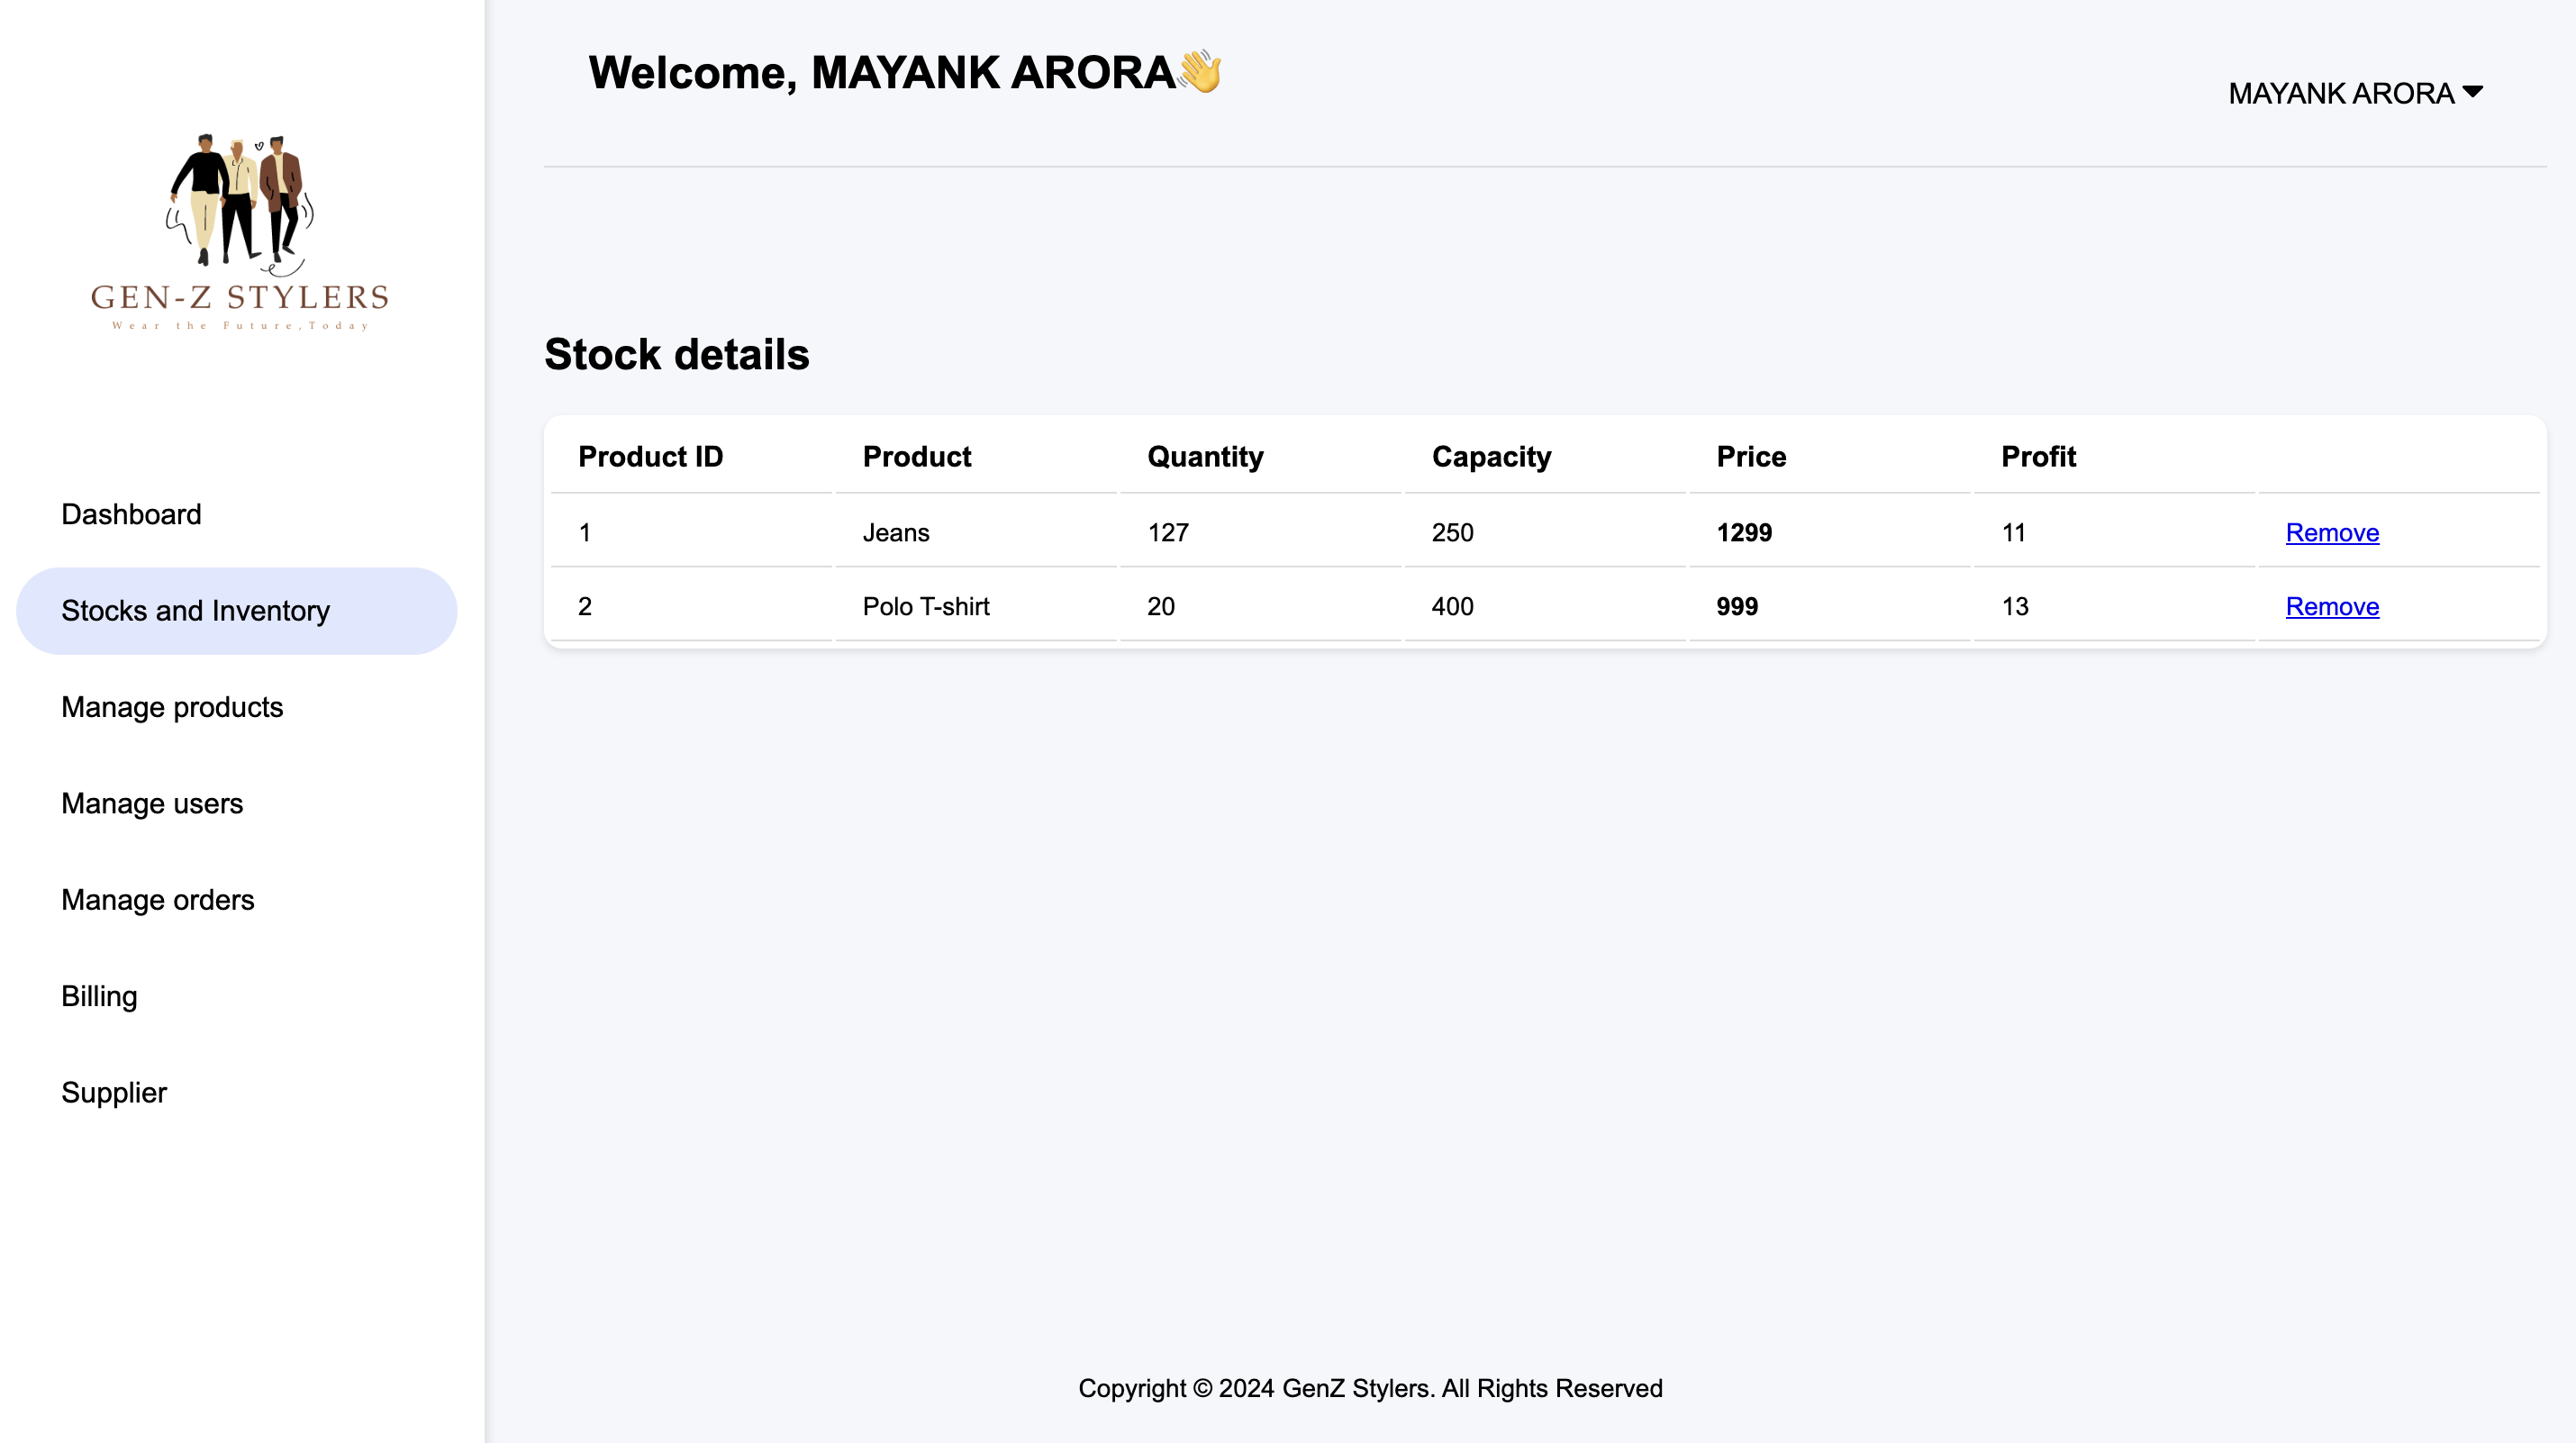 GEN-Z STYLERS
Wear the Future,Today
Dashboard
Stocks and Inventory
Manage products
Manage users
Manage orders
Billing
Supplier
Welcome, MAYANK ARORA👋
MAYANK ARORA
Stock details
Product ID Product Quantity Capacity Price Profit
1 Jeans 127 250 1299 11 Remove
2 Polo T-shirt 20 400 999 13 Remove
Copyright © 2024 GenZ Stylers. All Rights Reserved